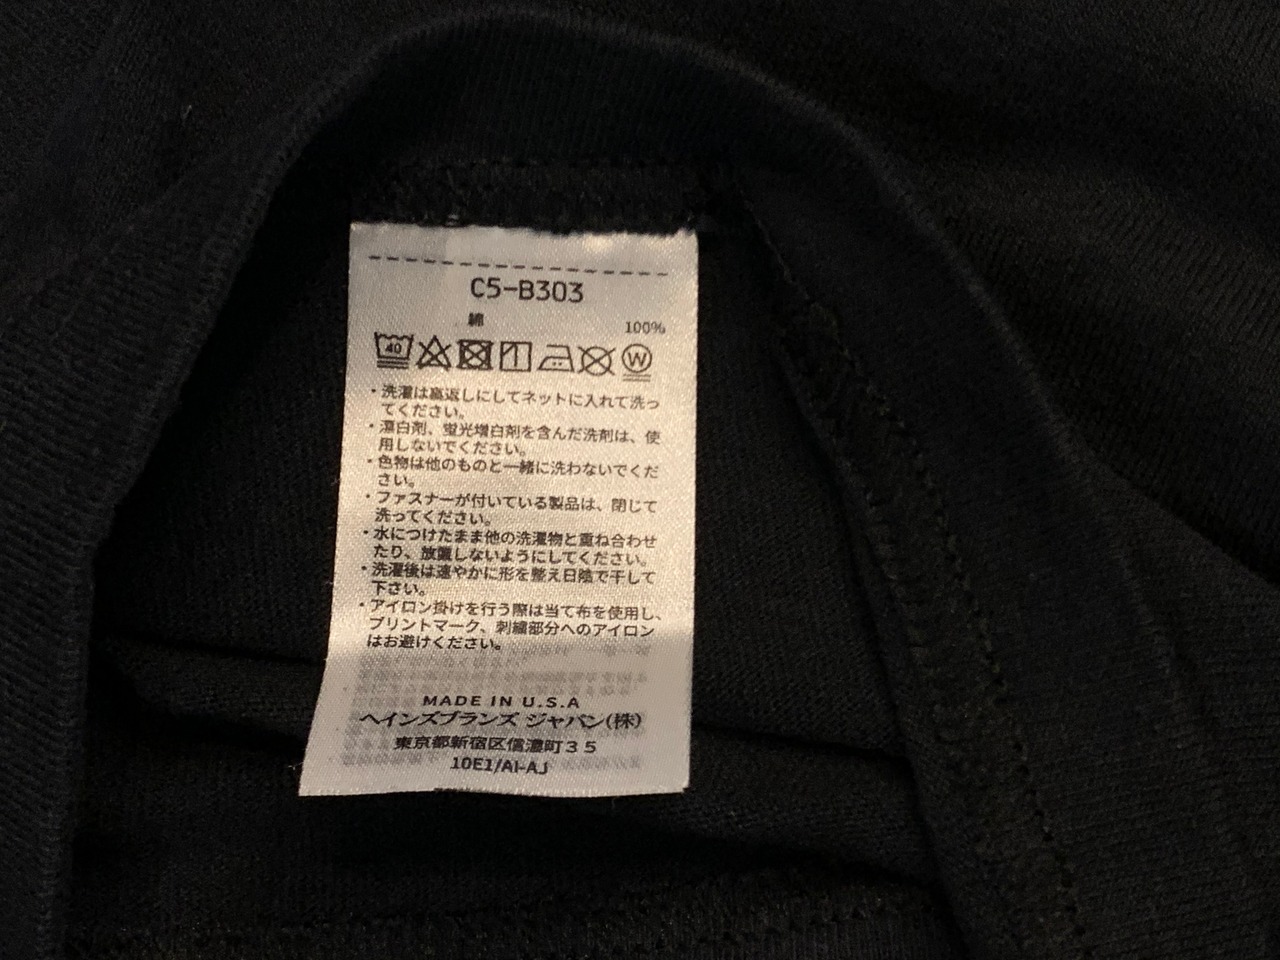 C5-B303
綿 100%
40 W
・洗濯は裏返しにしてネットに入れて洗っ
てください。
・漂白剤、蛍光増白剤を含んだ洗剤は、使
用しないでください。
・色物は他のものと一緒に洗わないでくだ
さい。
・ファスナーが付いている製品は、閉じて
洗ってください。
・水につけたまま他の洗濯物と重ね合わせ
たり、放置しないようにしてください。
・洗濯後は速やかに形を整え日陰で干して
下さい。
・アイロン掛けを行う際は当て布を使用し、
プリントマーク、刺繍部分へのアイロン
はお避けください。
MADE IN U.S.A
ヘインズブランズ ジャパン(株)
東京都新宿区信濃町35
10E1/AI-AJ